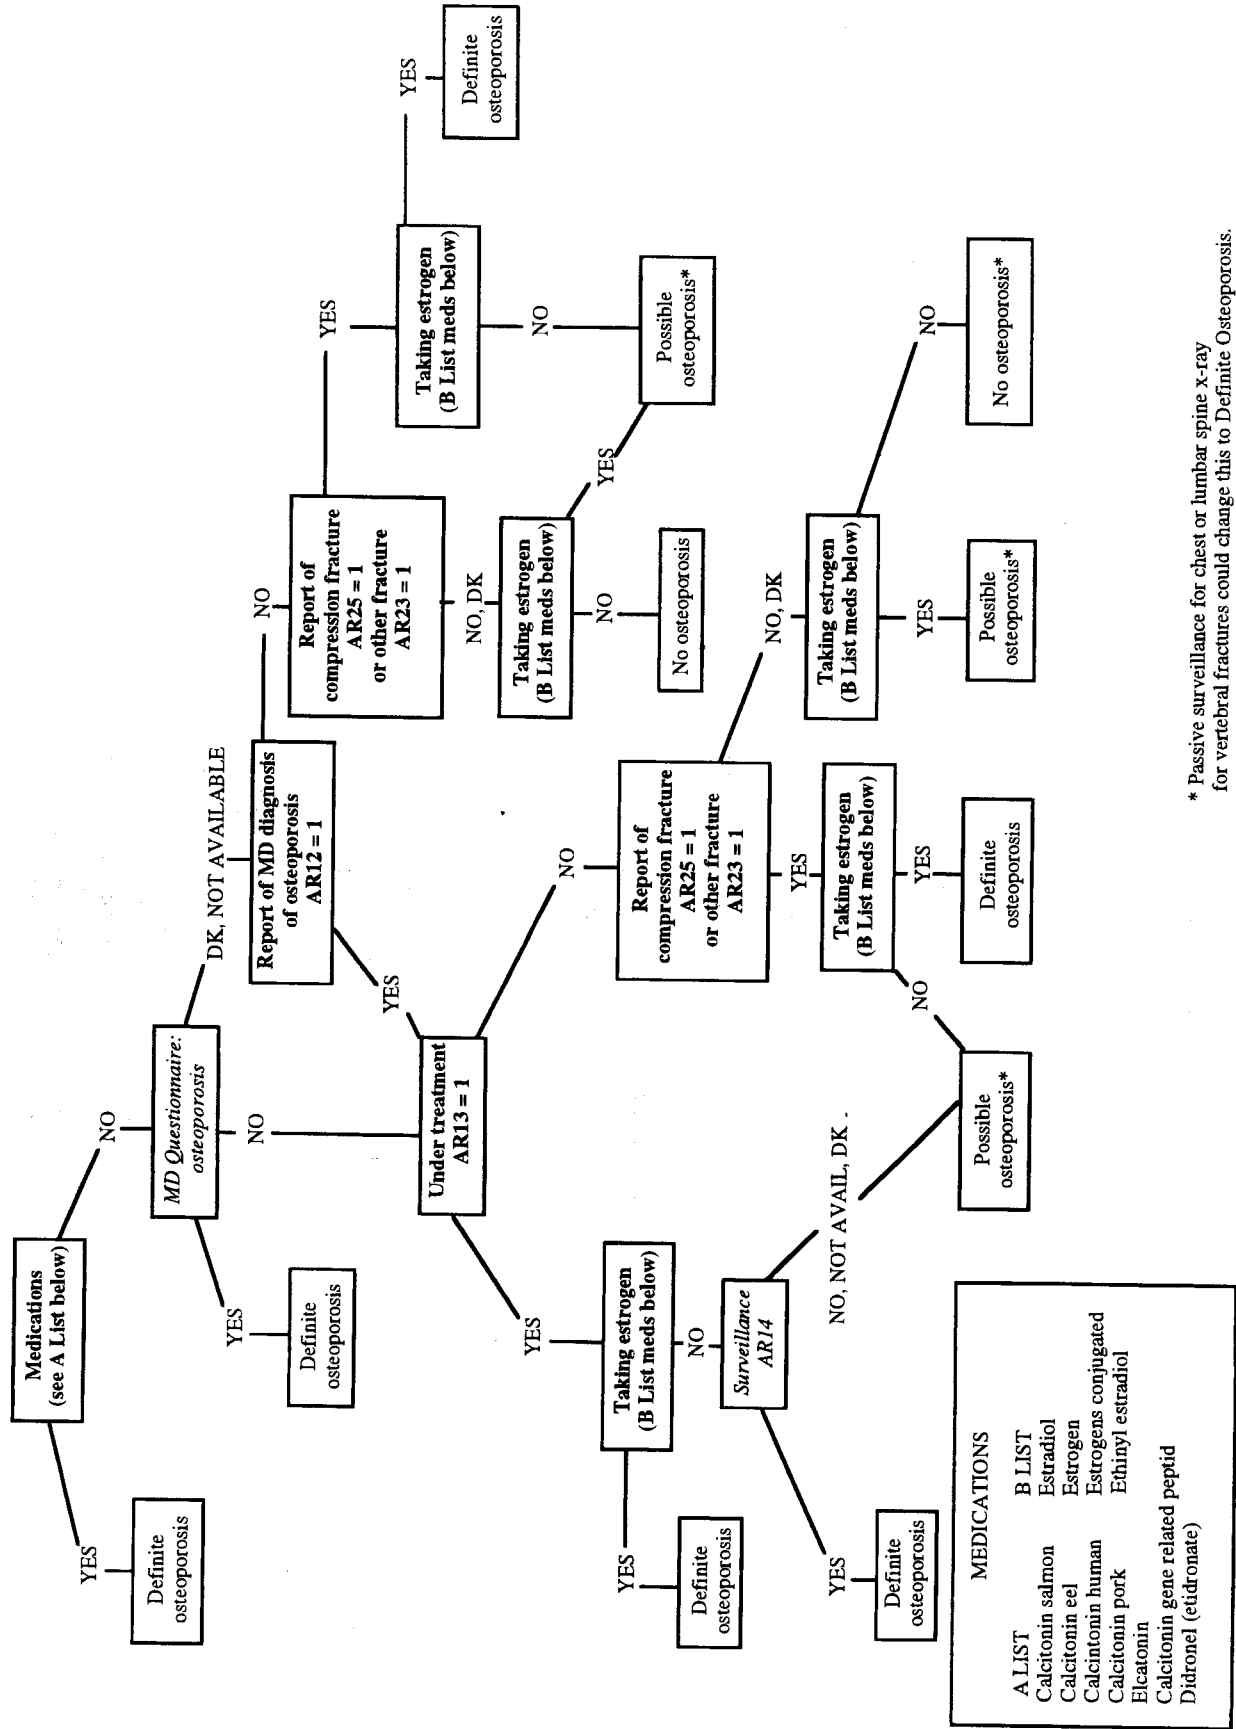 Medications
(see A List below)
YES
NO
Definite
osteoporosis
MD Questionnaire:
osteoporosis
YES
NO
DK, NOT AVAILABLE
Definite
osteoporosis
Report of MD diagnosis
of osteoporosis
AR12 = 1
YES
NO
Report of
compression fracture
AR25 = 1
or other fracture
AR23 = 1
YES
NO, DK
Taking estrogen
(B List meds below)
YES
Definite
osteoporosis
NO
Taking estrogen
(B List meds below)
YES
Possible
osteoporosis*
NO
No osteoporosis
Under treatment
AR13 = 1
YES
NO
Taking estrogen
(B List meds below)
YES
NO
Definite
osteoporosis
Surveillance
AR14
YES
NO, NOT AVAIL, DK .
Definite
osteoporosis
Report of
compression fracture
AR25 = 1
or other fracture
AR23 = 1
YES
NO, DK
Taking estrogen
(B List meds below)
NO
YES
Possible
osteoporosis*
Definite
osteoporosis
Taking estrogen
(B List meds below)
YES
NO
Possible
osteoporosis*
No osteoporosis*
MEDICATIONS
A LIST B LIST
Calcitonin salmon Estradiol
Calcitonin eel Estrogen
Calcintonin human Estrogens conjugated
Calcitonin pork Ethinyl estradiol
Elcatonin
Calcitonin gene related peptid
Didronel (etidronate)
* Passive surveillance for chest or lumbar spine x-ray
for vertebral fractures could change this to Definite Osteoporosis.